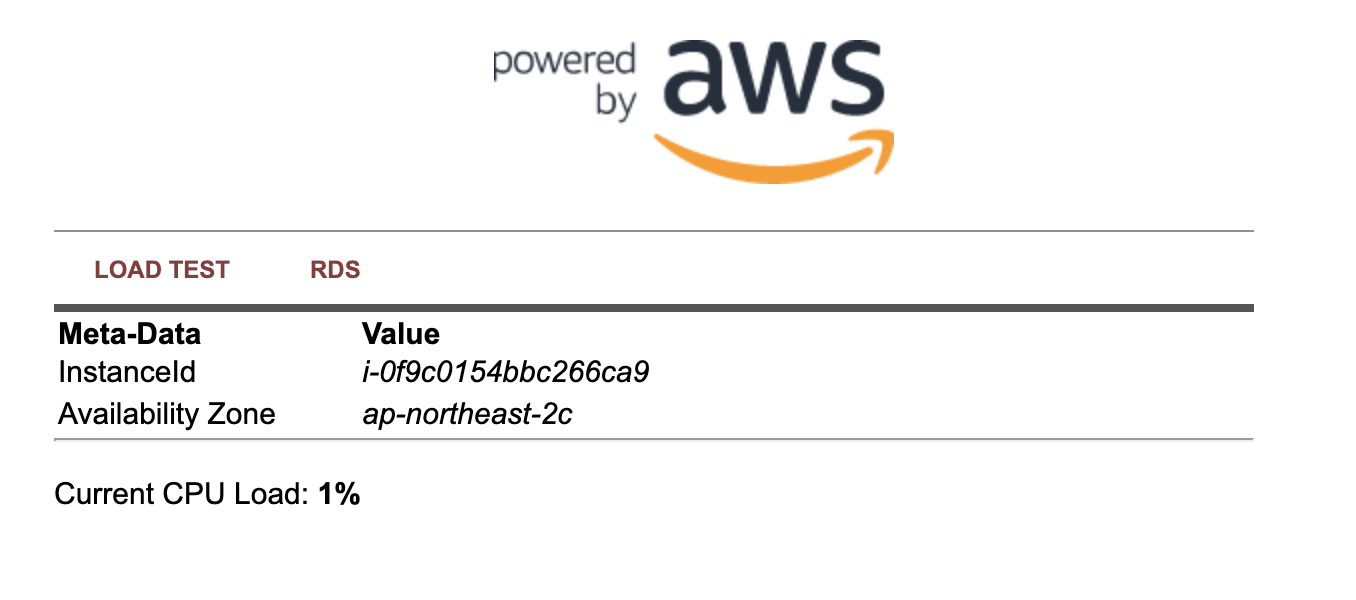 powered
by aws
LOAD TEST RDS
Meta-Data Value
InstanceId i-0f9c0154bbc266ca9
Availability Zone ap-northeast-2c
Current CPU Load: 1%